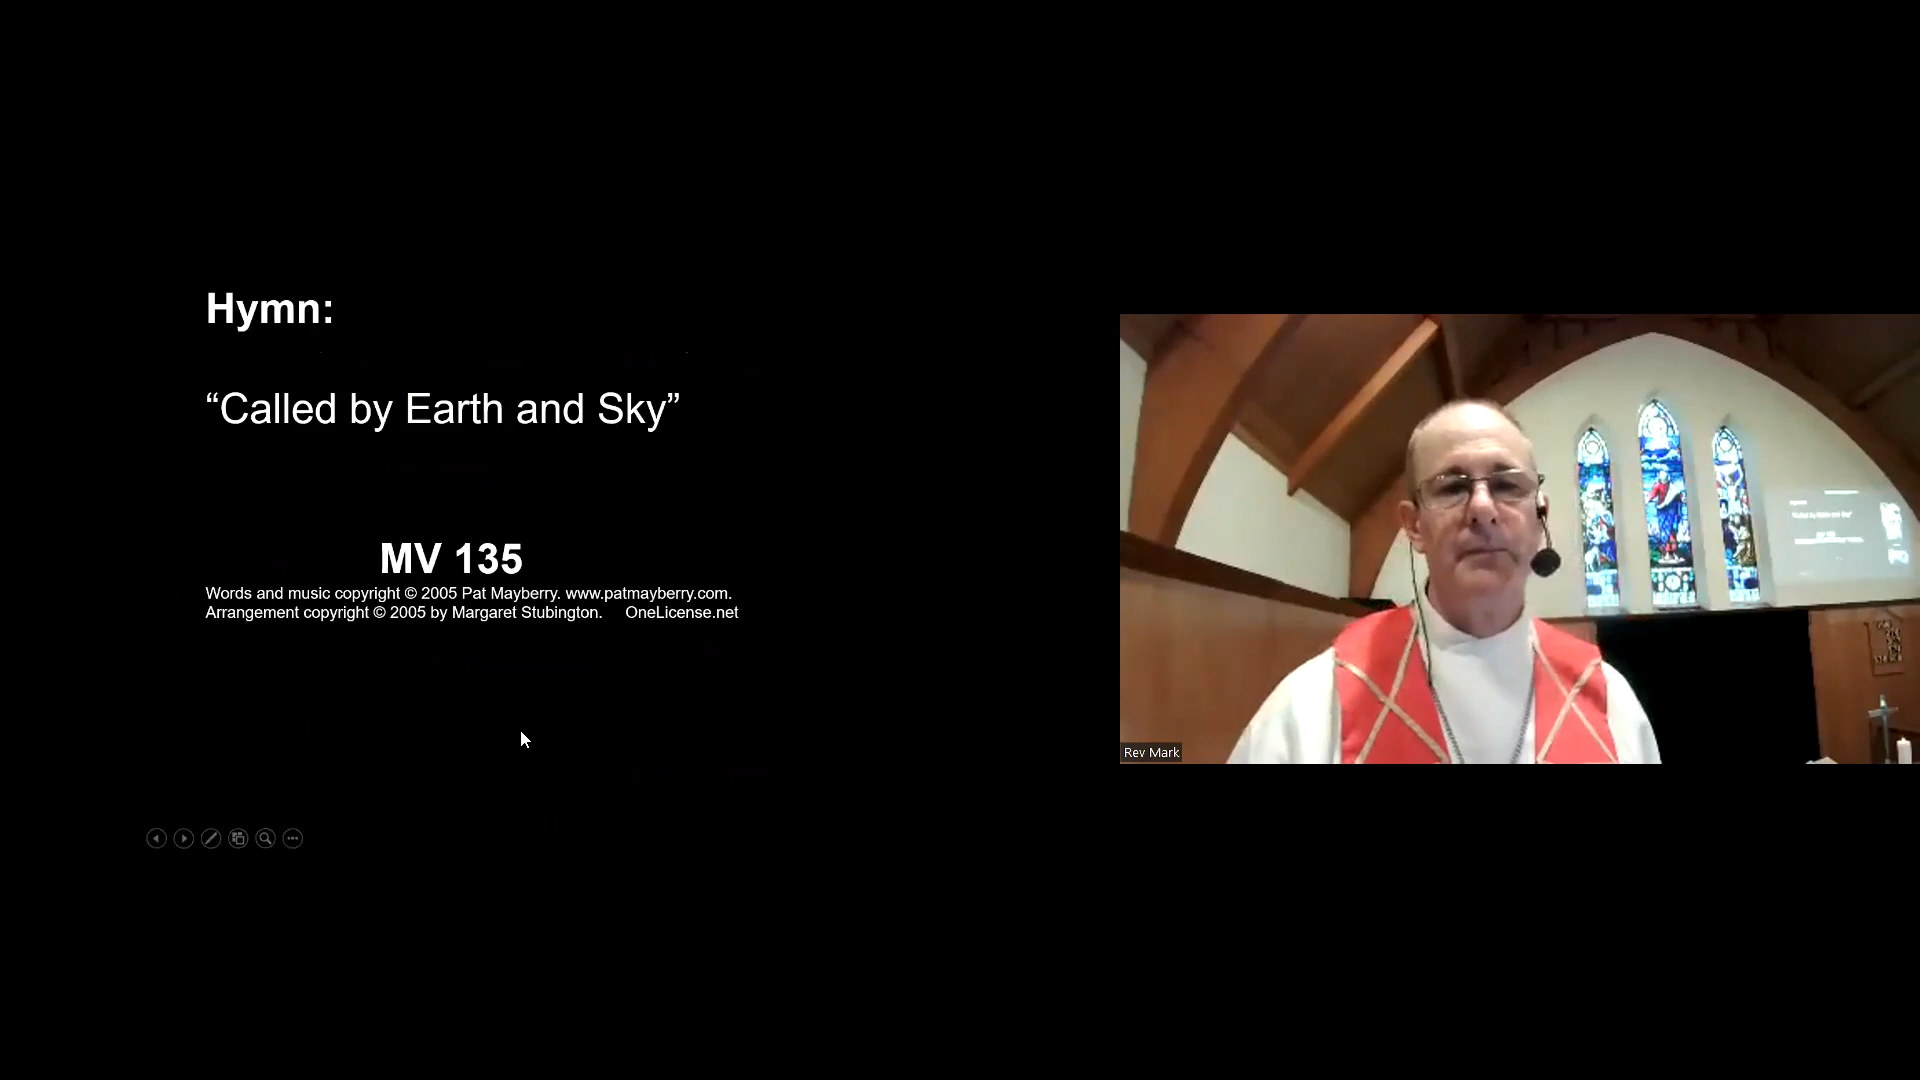 Hymn:
“Called by Earth and Sky”
MV 135
Words and music copyright © 2005 Pat Mayberry. www.patmayberry.com.
Arrangement copyright © 2005 by Margaret Stubington. OneLicense.net
Rev Mark